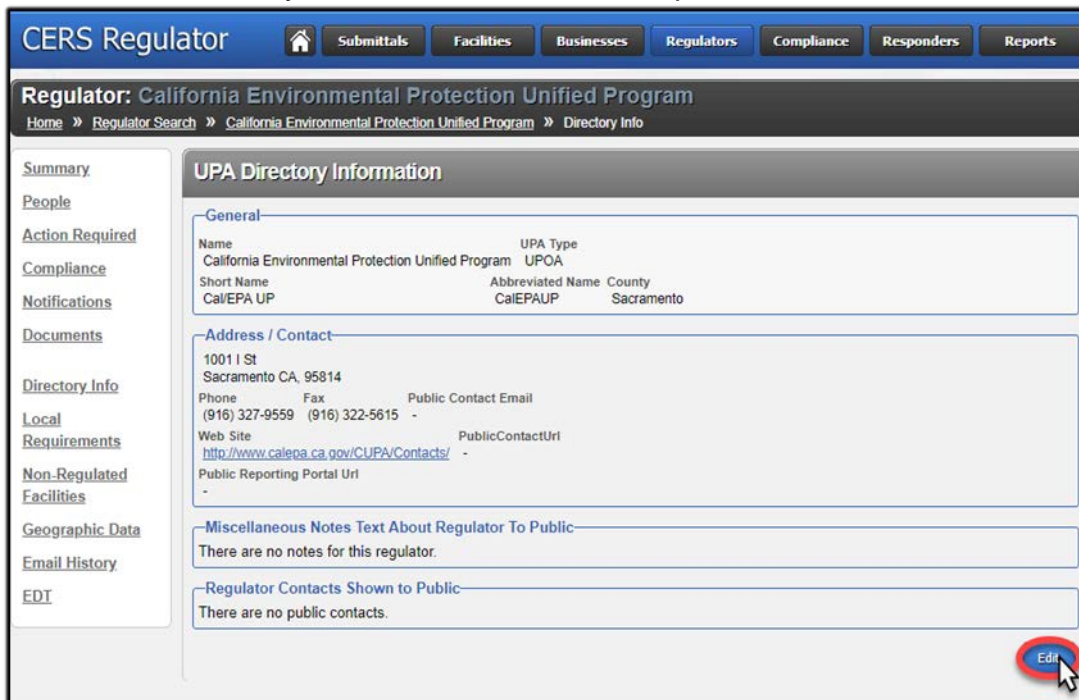 CERS Regulator
Submittals Facilities Businesses Regulators Compliance Responders Reports
Regulator: California Environmental Protection Unified Program
Home » Regulator Search » California Environmental Protection Unified Program » Directory Info
Summary
People
Action Required
Compliance
Notifications
Documents
Directory Info
Local
Requirements
Non-Regulated
Facilities
Geographic Data
Email History
EDT
UPA Directory Information
General
Name UPA Type
California Environmental Protection Unified Program UPOA
Short Name Abbreviated Name County
Cal/EPA UP CalEPAUP Sacramento
Address / Contact
1001 I St
Sacramento CA, 95814
Phone Fax Public Contact Email
(916) 327-9559 (916) 322-5615 -
Web Site PublicContactUrl
http://www.calepa.ca.gov/CUPA/Contacts/ -
Public Reporting Portal Url
-
Miscellaneous Notes Text About Regulator To Public
There are no notes for this regulator.
Regulator Contacts Shown to Public
There are no public contacts.
Edit